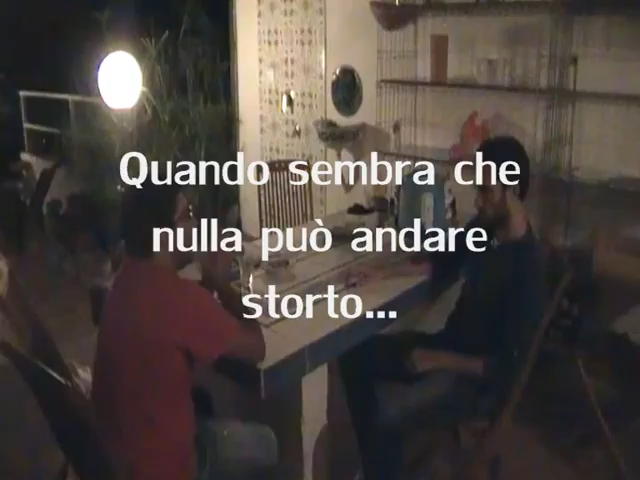 Quando sembra che
nulla può andare
storto...